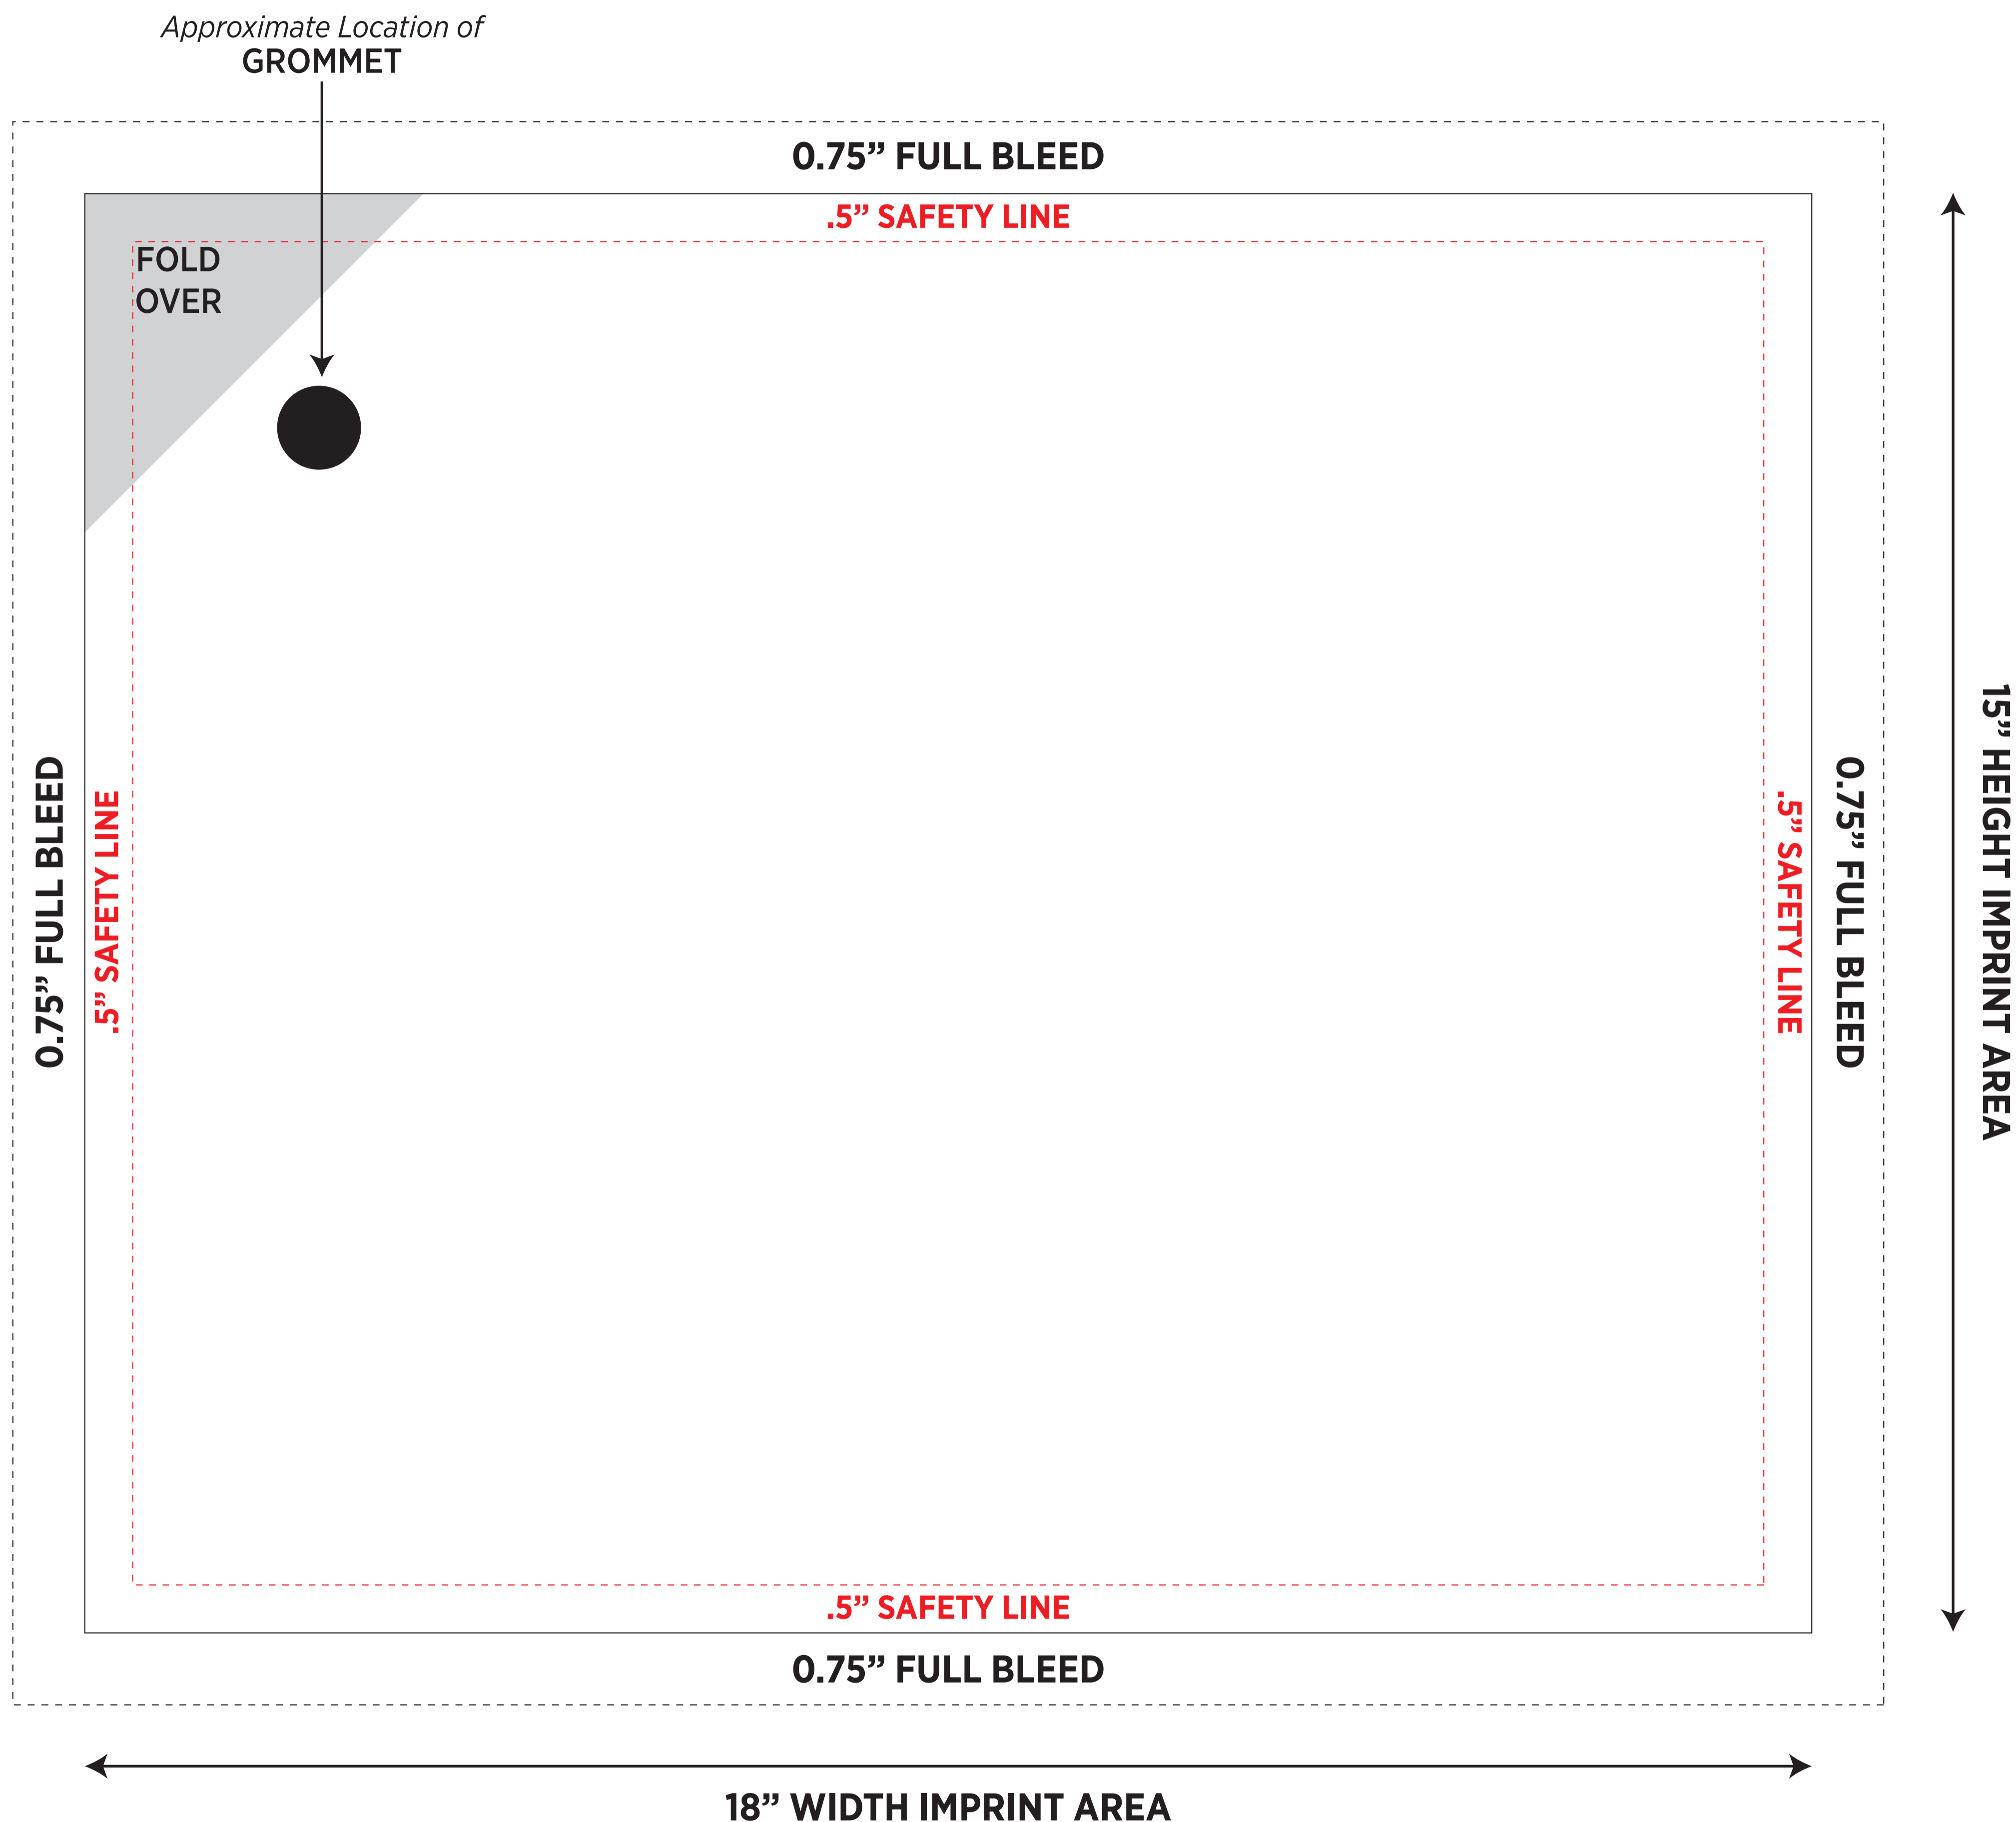 Approximate Location of
GROMMET
0.75” FULL BLEED
.5” SAFETY LINE
FOLD
OVER
0.75” FULL BLEED
.5” SAFETY LINE
.5” SAFETY LINE
0.75” FULL BLEED
15” HEIGHT IMPRINT AREA
.5” SAFETY LINE
0.75” FULL BLEED
18” WIDTH IMPRINT AREA